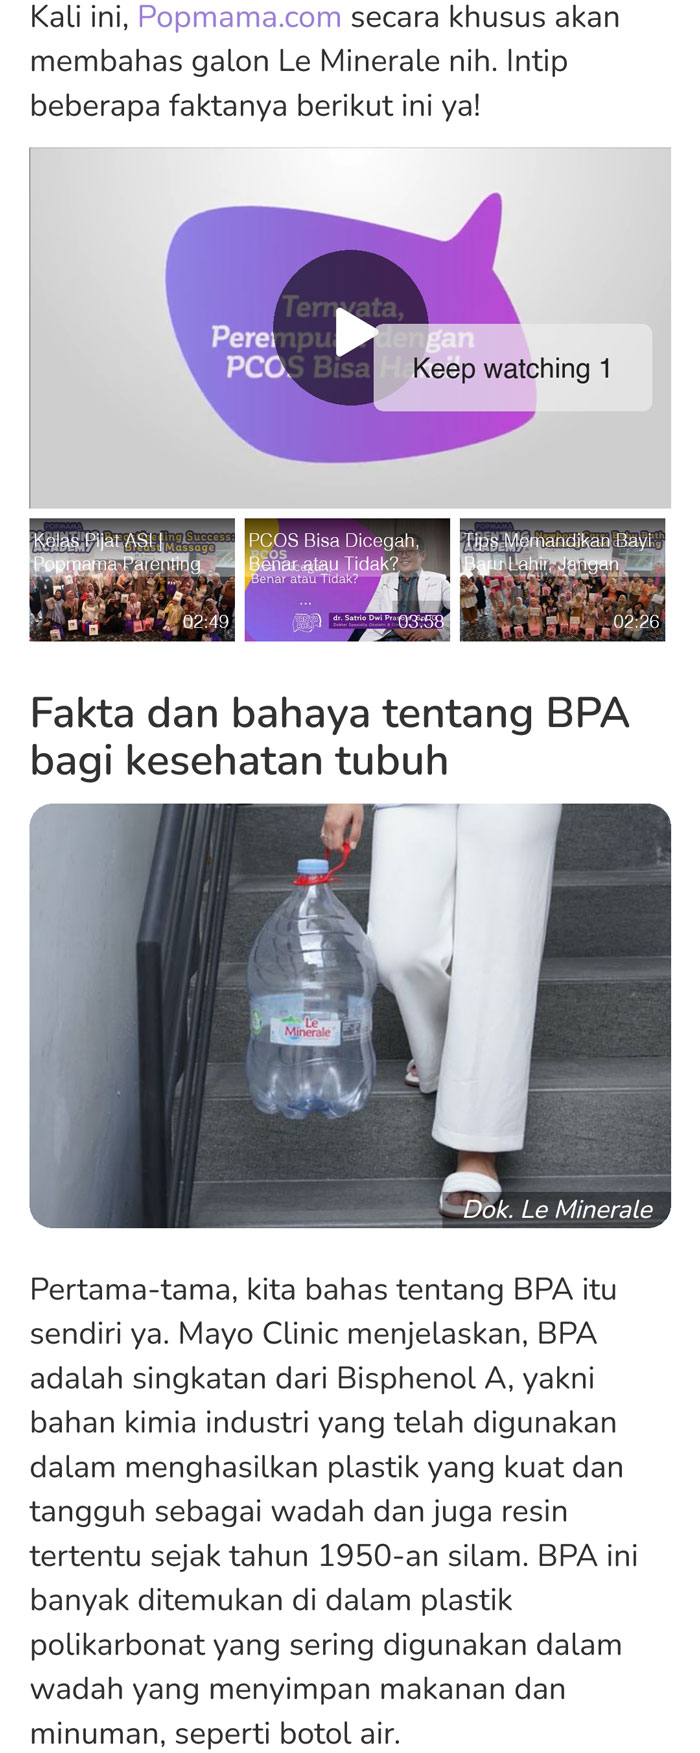 Kali ini, Popmama.com secara khusus akan
membahas galon Le Minerale nih. Intip
beberapa faktanya berikut ini ya!
Ternyata,
Perempuan dengan
PCOS Bisa
Keep watching 1
Kelas Pijat ASI |
Popmama Parenting
02:49
PCOS Bisa Dicegah,
Benar atau Tidak?
Benar atau Tidak?
...
dr. Satrio Dwi
03:58
Tips Memandikan Bayi
Baru Lahir, Jangan
02:26
Fakta dan bahaya tentang BPA
bagi kesehatan tubuh
Le
Minerale
Dok. Le Minerale
Pertama-tama, kita bahas tentang BPA itu
sendiri ya. Mayo Clinic menjelaskan, BPA
adalah singkatan dari Bisphenol A, yakni
bahan kimia industri yang telah digunakan
dalam menghasilkan plastik yang kuat dan
tangguh sebagai wadah dan juga resin
tertentu sejak tahun 1950-an silam. BPA ini
banyak ditemukan di dalam plastik
polikarbonat yang sering digunakan dalam
wadah yang menyimpan makanan dan
minuman, seperti botol air.